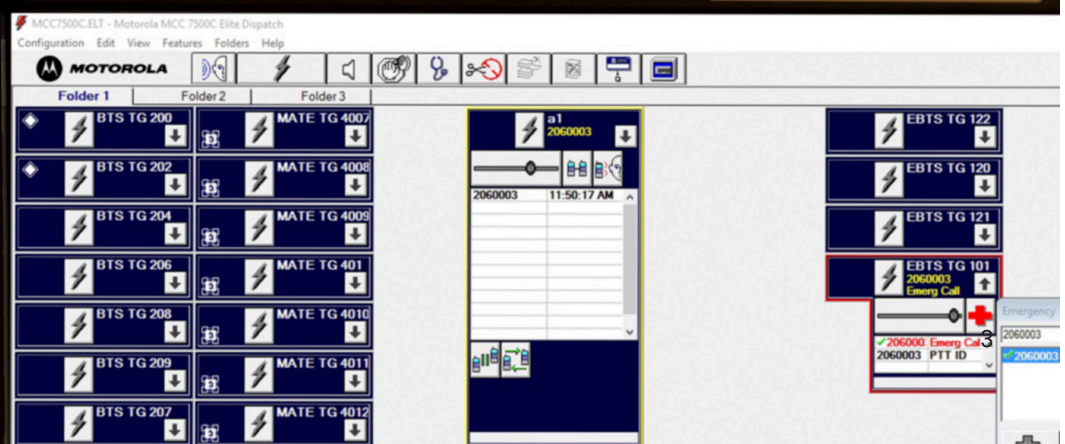 MCC7500C.ELT - Motorola MCC 7500C Elite Dispatch
Configuration Edit View Features Folders Help
MOTOROLA
Folder 1 Folder2 Folder 3
BTS TG 200
BTS TG 202
BTS TG 204
BTS TG 206
BTS TG 208
BTS TG 209
BTS TG 207
MATE TG 4007
MATE TG 4008
MATE TG 4009
MATE TG 401
MATE TG 4010
MATE TG 4011
MATE TG 4012
a1
2060003
2060003 11:50:17 AM
EBTS TG 122
EBTS TG 120
EBTS TG 121
EBTS TG 101
2060003
Emerg Call
206000: Emerg Cal
3
2060003 PTT ID
Emergency
2060003
2060003